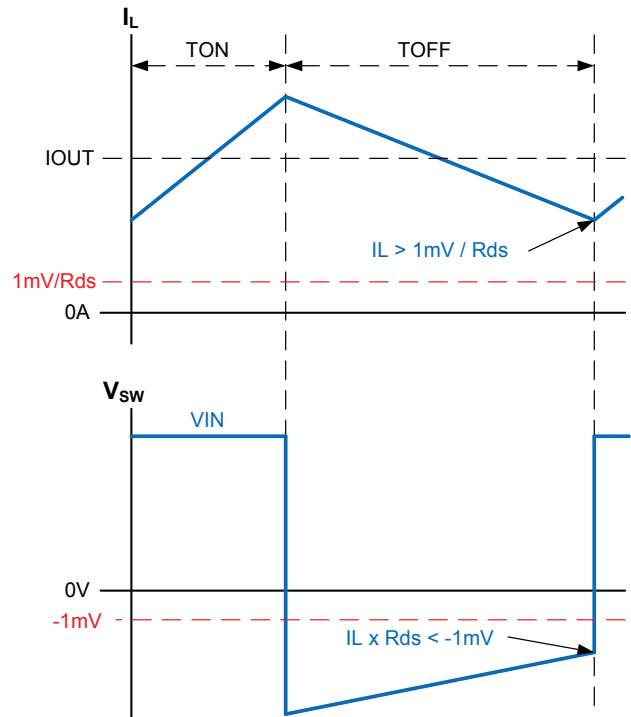 IL
TON
TOFF
IOUT
IL > 1mV / Rds
1mV/Rds
0A
VSW
VIN
0V
-1mV
IL x Rds < -1mV